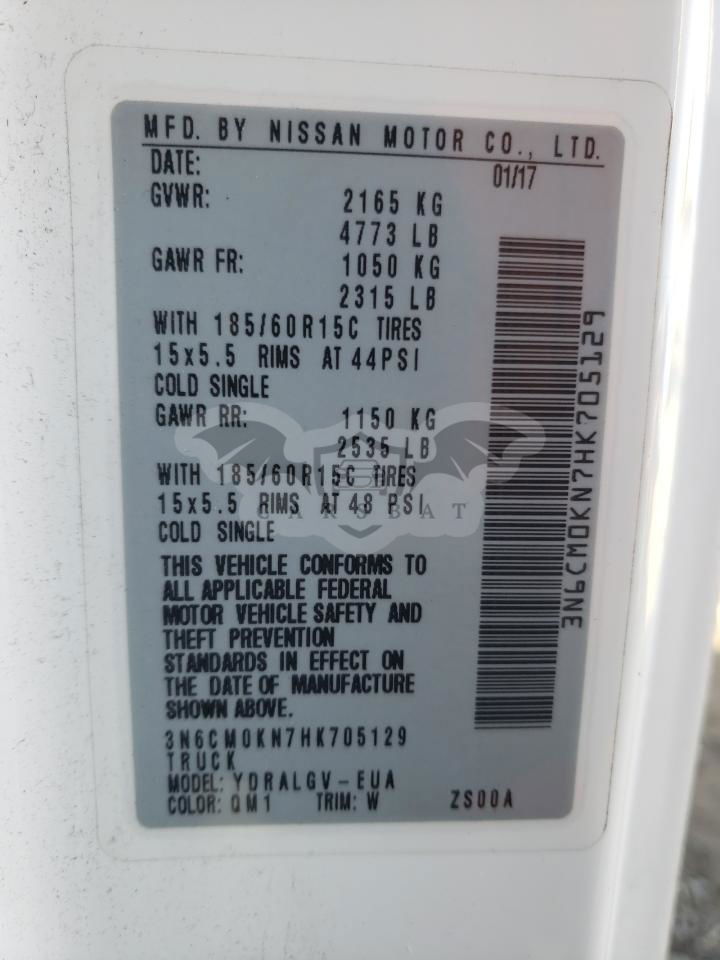 MFD. BY NISSAN MOTOR CO., LTD.
DATE: 01/17
GVWR: 2165 KG
4773 LB
GAWR FR: 1050 KG
2315 LB
WITH 185/60R15C TIRES
15x5.5 RIMS AT 44PSI
COLD SINGLE
GAWR RR: 1150 KG
2535 LB
WITH 185/60R15C TIRES
15x5.5 RIMS AT 48 PSI
COLD SINGLE
CARSBAT
THIS VEHICLE CONFORMS TO
ALL APPLICABLE FEDERAL
MOTOR VEHICLE SAFETY AND
THEFT PREVENTION
STANDARDS IN EFFECT ON
THE DATE OF MANUFACTURE
SHOWN ABOVE.
3N6CM0KN7HK705129
TRUCK
MODEL: YDRALGV-EUA
COLOR: QM1 TRIM: W ZS00A
3N6CM0KN7HK705129